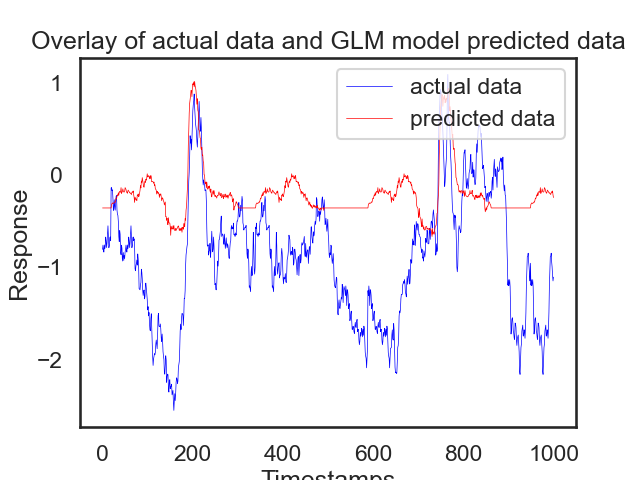 Overlay of actual data and GLM model predicted data
actual data
predicted data
Response
1
0
−1
−2
0 200 400 600 800 1000
Timestamps